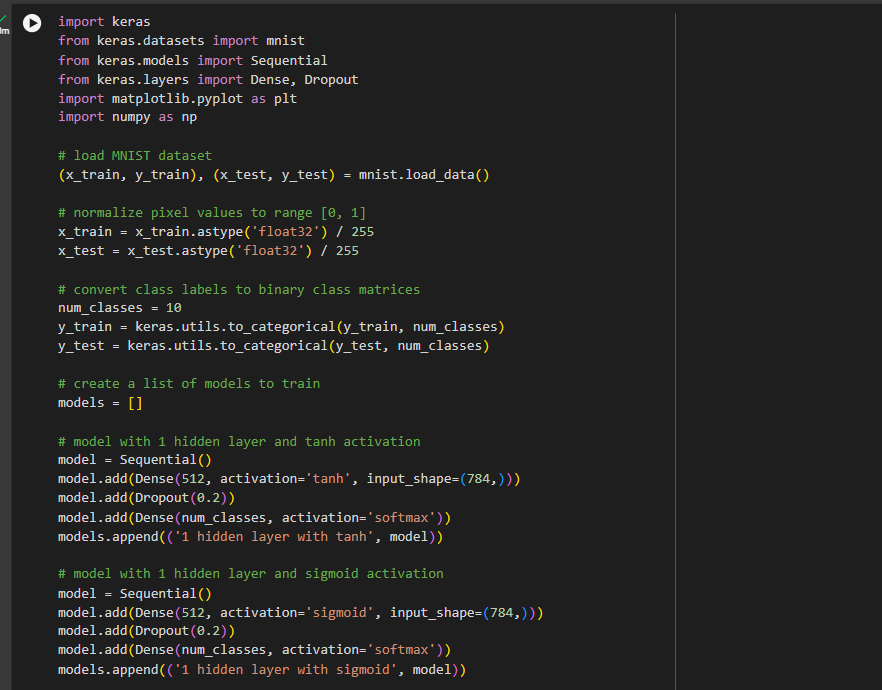 import keras
from keras.datasets import mnist
from keras.models import Sequential
from keras.layers import Dense, Dropout
import matplotlib.pyplot as plt
import numpy as np

# load MNIST dataset
(x_train, y_train), (x_test, y_test) = mnist.load_data()

# normalize pixel values to range [0, 1]
x_train = x_train.astype('float32') / 255
x_test = x_test.astype('float32') / 255

# convert class labels to binary class matrices
num_classes = 10
y_train = keras.utils.to_categorical(y_train, num_classes)
y_test = keras.utils.to_categorical(y_test, num_classes)

# create a list of models to train
models = []

# model with 1 hidden layer and tanh activation
model = Sequential()
model.add(Dense(512, activation='tanh', input_shape=(784,)))
model.add(Dropout(0.2))
model.add(Dense(num_classes, activation='softmax'))
models.append(('1 hidden layer with tanh', model))

# model with 1 hidden layer and sigmoid activation
model = Sequential()
model.add(Dense(512, activation='sigmoid', input_shape=(784,)))
model.add(Dropout(0.2))
model.add(Dense(num_classes, activation='softmax'))
models.append(('1 hidden layer with sigmoid', model))